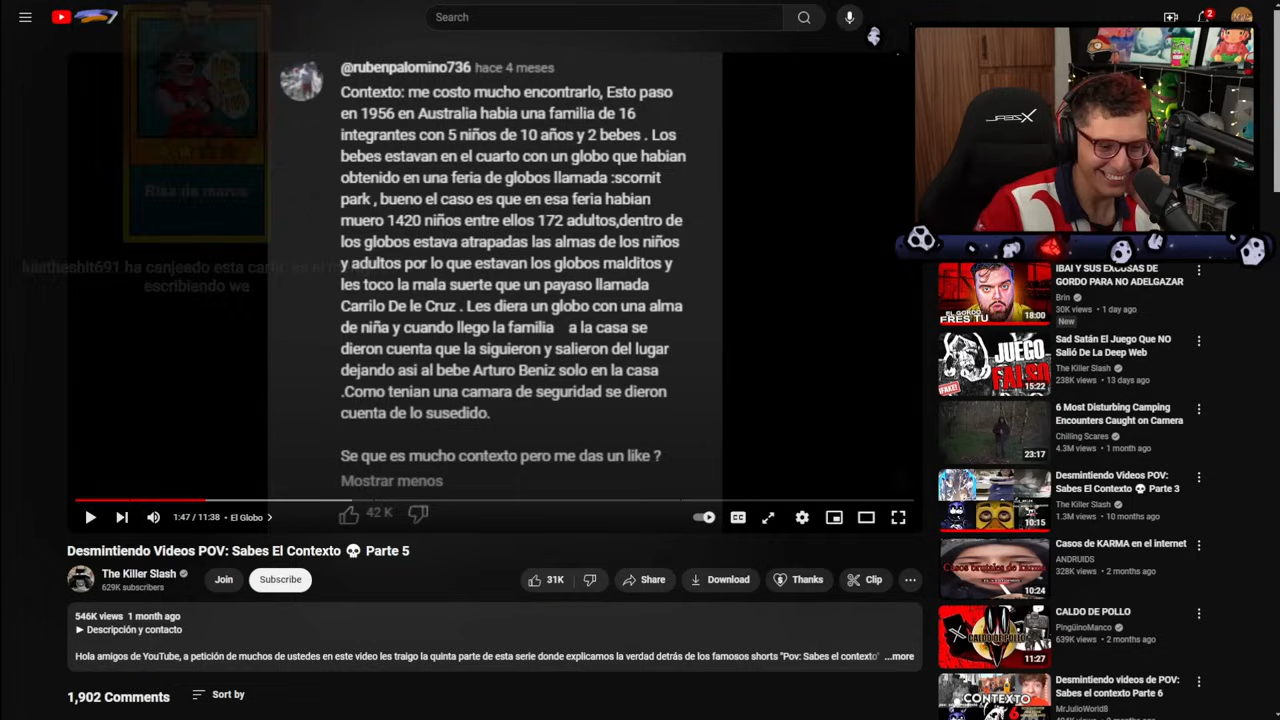 Search
2
@rubenpalomino736 hace 4 meses
Contexto: me costo mucho encontrarlo, Esto paso
en 1956 en Australia habia una familia de 16
integrantes con 5 niños de 10 años y 2 bebes . Los
bebes estavan en el cuarto con un globo que habian
obtenido en una feria de globos llamada :scornit
park , bueno el caso es que en esa feria habian
muero 1420 niños entre ellos 172 adultos,dentro de
los globos estava atrapadas las almas de los niños
y adultos por lo que estavan los globos malditos y
les toco la mala suerte que un payaso llamada
Carrilo De le Cruz . Les diera un globo con una alma
de niña y cuando llego la familia a la casa se
dieron cuenta que la siguieron y salieron del lugar
dejando asi al bebe Arturo Beniz solo en la casa
.Como tenian una camara de seguridad se dieron
cuenta de lo susedido.
Se que es mucho contexto pero me das un like ?
Mostrar menos
42 K
1:47 / 11:38 • El Globo
CC
Desmintiendo Videos POV: Sabes El Contexto 💀 Parte 5
The Killer Slash
629K subscribers
Join
Subscribe
31K
Share
Download
Thanks
Clip
546K views 1 month ago
► Descripción y contacto
Hola amigos de YouTube, a petición de muchos de ustedes en este video les traigo la quinta parte de esta serie donde explicamos la verdad detrás de los famosos shorts "Pov: Sabes el contexto" ...more
1,902 Comments
Sort by
EL GORDO
ERES TU
18:00
IBAI Y SUS EXCUSAS DE
GORDO PARA NO ADELGAZAR
Brin
30K views • 1 day ago
New
JUEGO
FALSO
15:22
Sad Satán El Juego Que NO
Salió De La Deep Web
The Killer Slash
238K views • 13 days ago
23:17
6 Most Disturbing Camping
Encounters Caught on Camera
Chilling Scares
4.3M views • 1 month ago
10:15
Desmintiendo Videos POV:
Sabes El Contexto 💀 Parte 3
The Killer Slash
1.3M views • 10 months ago
Casos brutales de karma
10:24
Casos de KARMA en el internet
ANDRUIDS
328K views • 2 months ago
CALDO DE POLLO
11:27
CALDO DE POLLO
PingüinoManco
639K views • 2 months ago
CONTEXTO
Desmintiendo videos de POV:
Sabes el contexto Parte 6
MrJulioWorld8